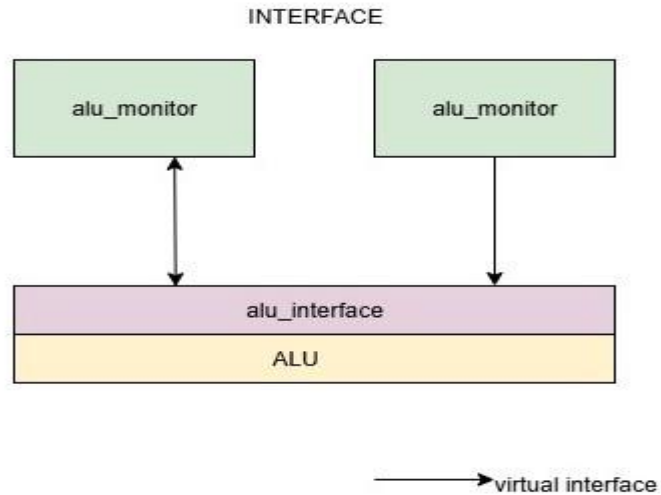 INTERFACE
alu_monitor
alu_monitor
alu_interface
ALU
virtual interface